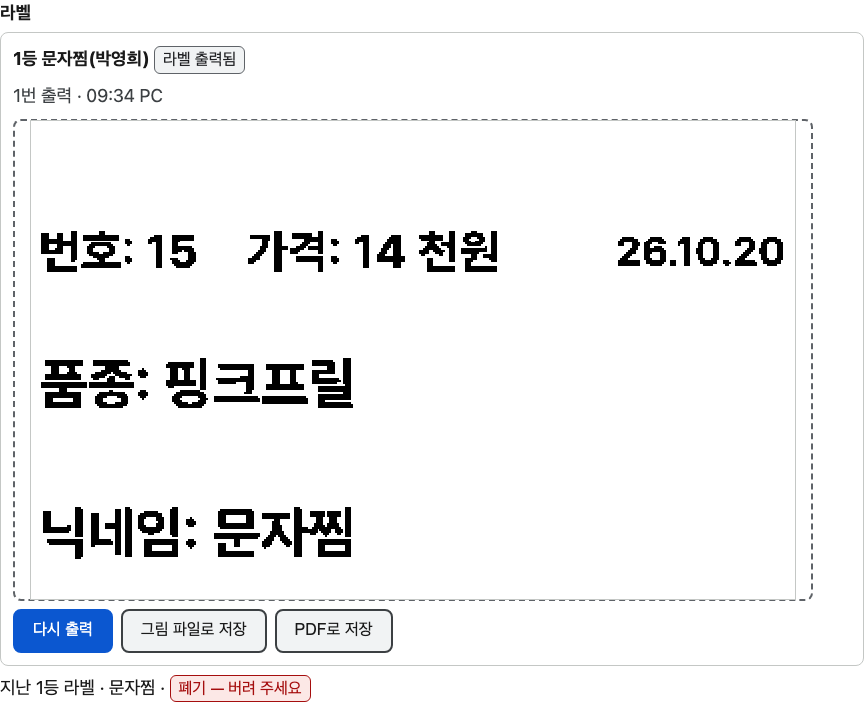 라벨
1등 문자찜(박영희) 라벨 출력됨
1번 출력 · 09:34 PC
번호: 15 가격: 14 천원 26.10.20
품종: 핑크프릴
닉네임: 문자찜
다시 출력 그림 파일로 저장 PDF로 저장
지난 1등 라벨 · 문자찜 · 폐기 — 버려 주세요